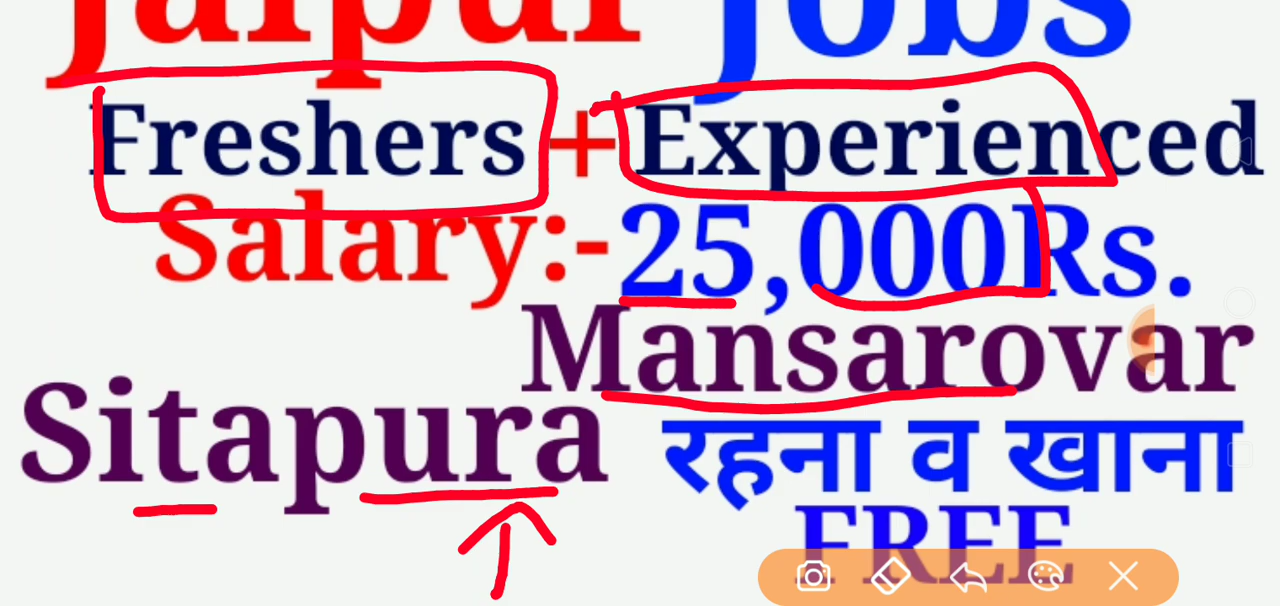 Jaipur Jobs
Freshers + Experienced
Salary:- 25,000Rs.
Mansarovar
Sitapura
रहना व खाना
FREE